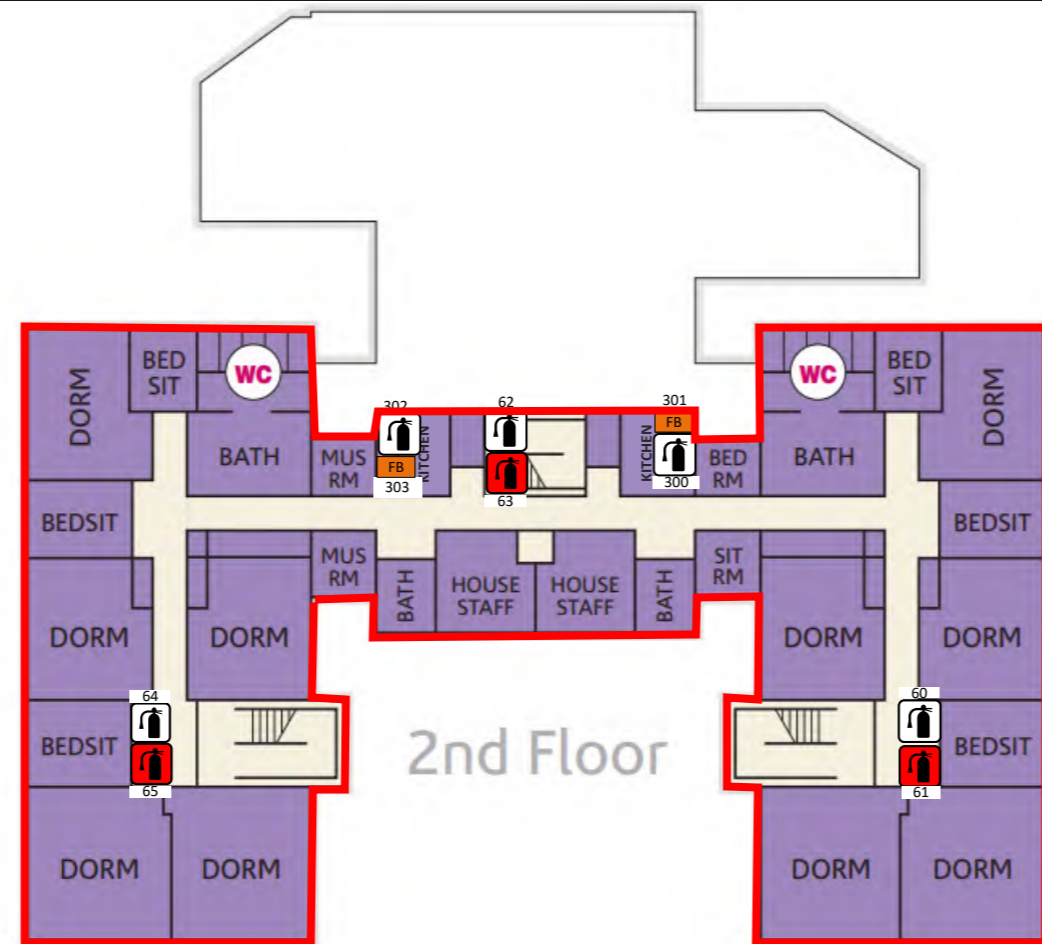 BED
SIT
WC
DORM
BATH
MUS
RM
302
FB
303
KITCHEN
62
63
301
FB
KITCHEN
300
BED
RM
WC
BED
SIT
DORM
BATH
BEDSIT
BEDSIT
MUS
RM
BATH
HOUSE
STAFF
HOUSE
STAFF
BATH
SIT
RM
DORM
DORM
DORM
DORM
64
BEDSIT
65
2nd Floor
60
BEDSIT
61
DORM
DORM
DORM
DORM